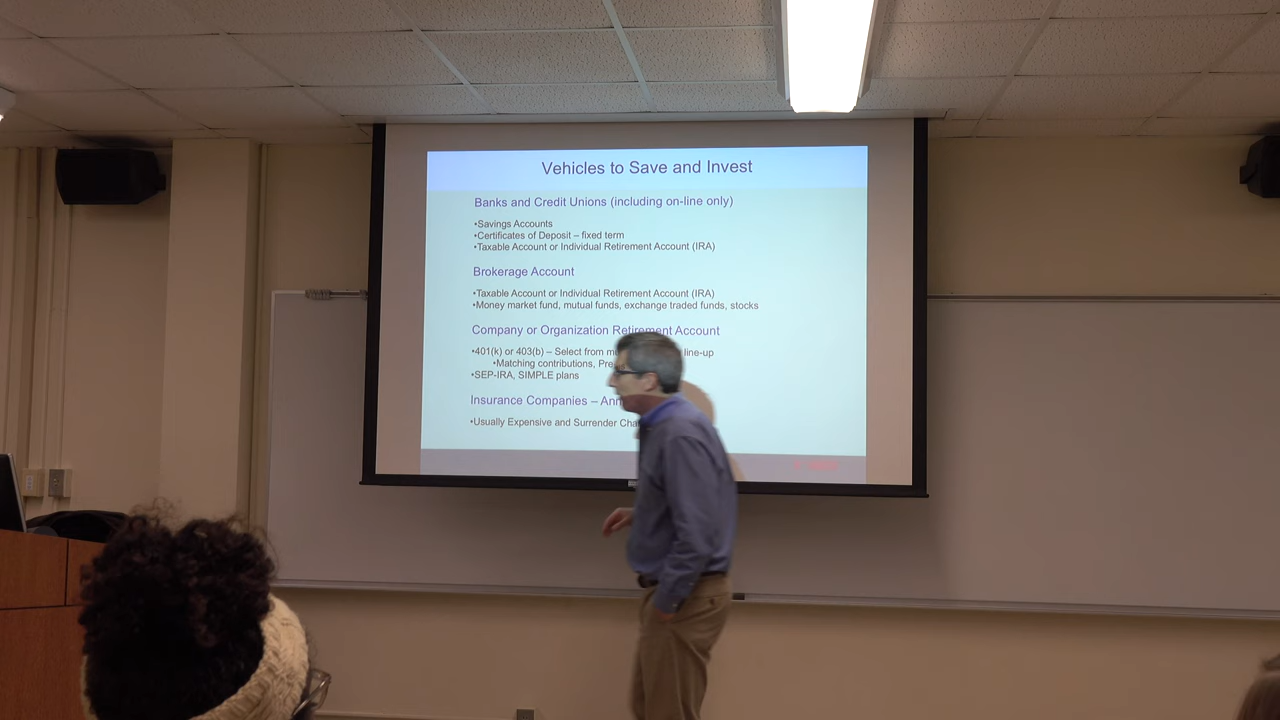 Vehicles to Save and Invest
Banks and Credit Unions (including on-line only)
•Savings Accounts
•Certificates of Deposit – fixed term
•Taxable Account or Individual Retirement Account (IRA)
Brokerage Account
•Taxable Account or Individual Retirement Account (IRA)
•Money market fund, mutual funds, exchange traded funds, stocks
Company or Organization Retirement Account
•401(k) or 403(b) – Select from line-up
•Matching contributions,
•SEP-IRA, SIMPLE plans
Insurance Companies –
•Usually Expensive and Surrender